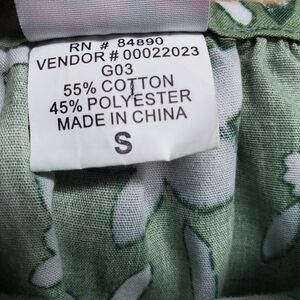 RN # 84890
VENDOR # 00022023
G03
55% COTTON
45% POLYESTER
MADE IN CHINA
S